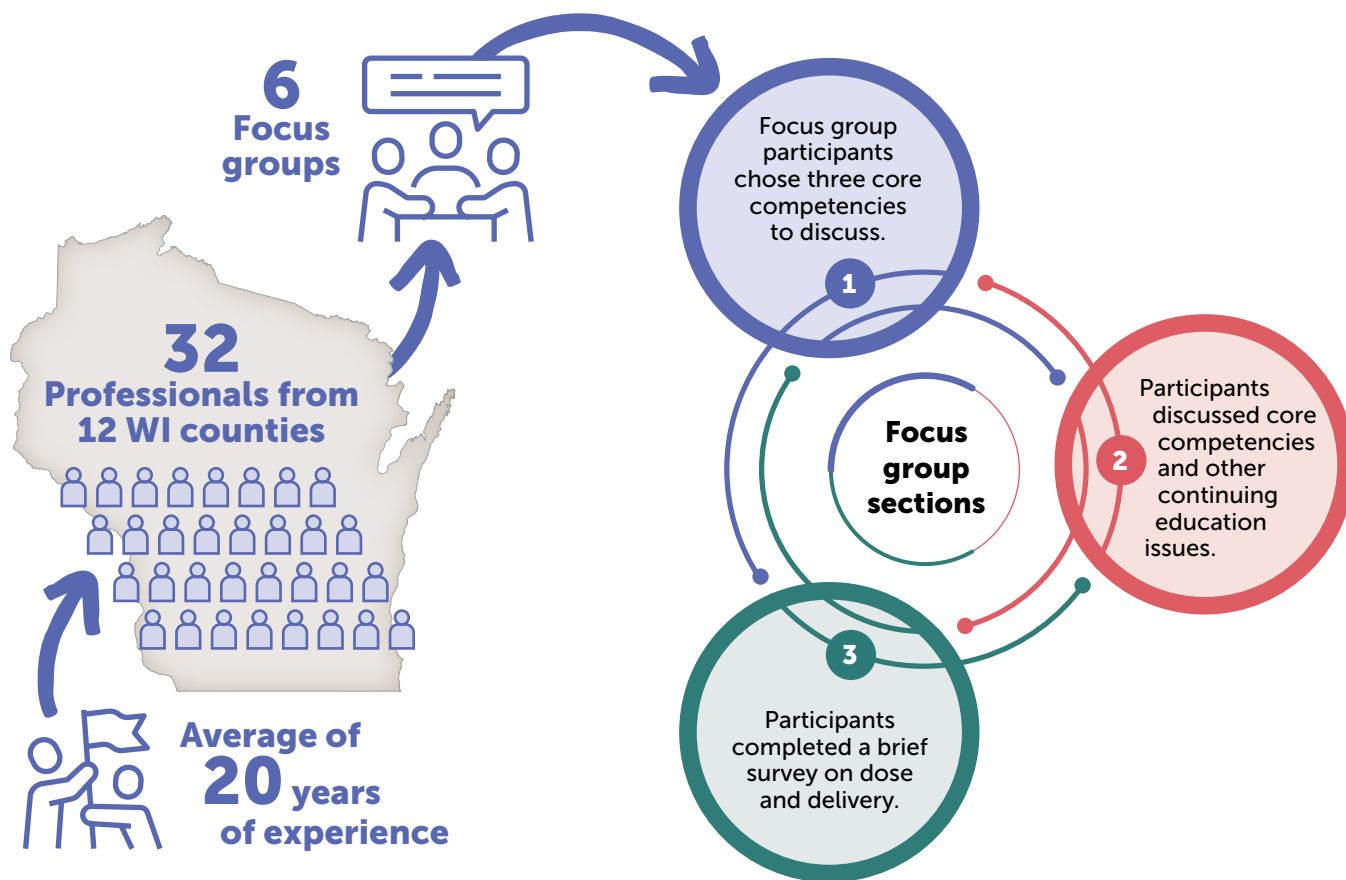 6
Focus
groups
32
Professionals from
12 WI counties
Average of
20 years
of experience
Focus group
participants
chose three core
competencies
to discuss.
1
Focus
group
sections
Participants
discussed core
competencies
and other
continuing
education
issues.
2
3
Participants
completed a brief
survey on dose
and delivery.